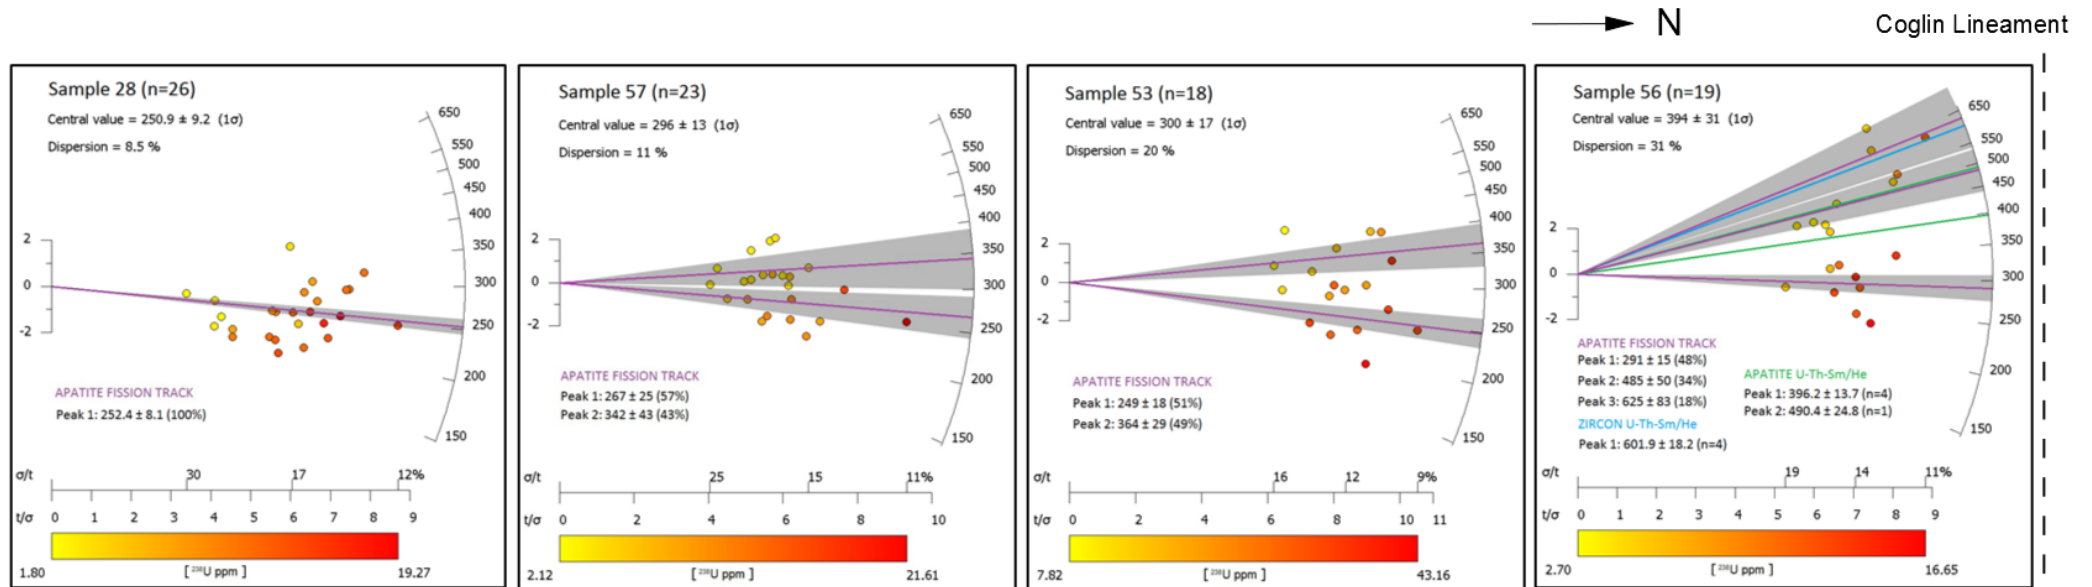 N
Coglin Lineament
Sample 28 (n=26)
Central value = 250.9 ± 9.2 (1σ)
Dispersion = 8.5 %
650
550
500
450
400
350
300
250
200
150
2
0
-2
APATITE FISSION TRACK
Peak 1: 252.4 ± 8.1 (100%)
σ/t
30
17
12%
t/σ
0
1
2
3
4
5
6
7
8
9
1.80
[²³⁸U ppm]
19.27
Sample 57 (n=23)
Central value = 296 ± 13 (1σ)
Dispersion = 11 %
650
550
500
450
400
350
300
250
200
150
2
0
-2
APATITE FISSION TRACK
Peak 1: 267 ± 25 (57%)
Peak 2: 342 ± 43 (43%)
σ/t
25
15
11%
t/σ
0
2
4
6
8
10
2.12
[²³⁸U ppm]
21.61
Sample 53 (n=18)
Central value = 300 ± 17 (1σ)
Dispersion = 20 %
650
550
500
450
400
350
300
250
200
150
2
0
-2
APATITE FISSION TRACK
Peak 1: 249 ± 18 (51%)
Peak 2: 364 ± 29 (49%)
σ/t
16
12
9%
t/σ
0
2
4
6
8
10
11
7.82
[²³⁸U ppm]
43.16
Sample 56 (n=19)
Central value = 394 ± 31 (1σ)
Dispersion = 31 %
650
550
500
450
400
350
300
250
200
150
2
0
-2
APATITE FISSION TRACK
Peak 1: 291 ± 15 (48%)
Peak 2: 485 ± 50 (34%)
Peak 3: 625 ± 83 (18%)
ZIRCON U-Th-Sm/He
Peak 1: 601.9 ± 18.2 (n=4)
APATITE U-Th-Sm/He
Peak 1: 396.2 ± 13.7 (n=4)
Peak 2: 490.4 ± 24.8 (n=1)
σ/t
19
14
11%
t/σ
0
1
2
3
4
5
6
7
8
9
2.70
[²³⁸U ppm]
16.65